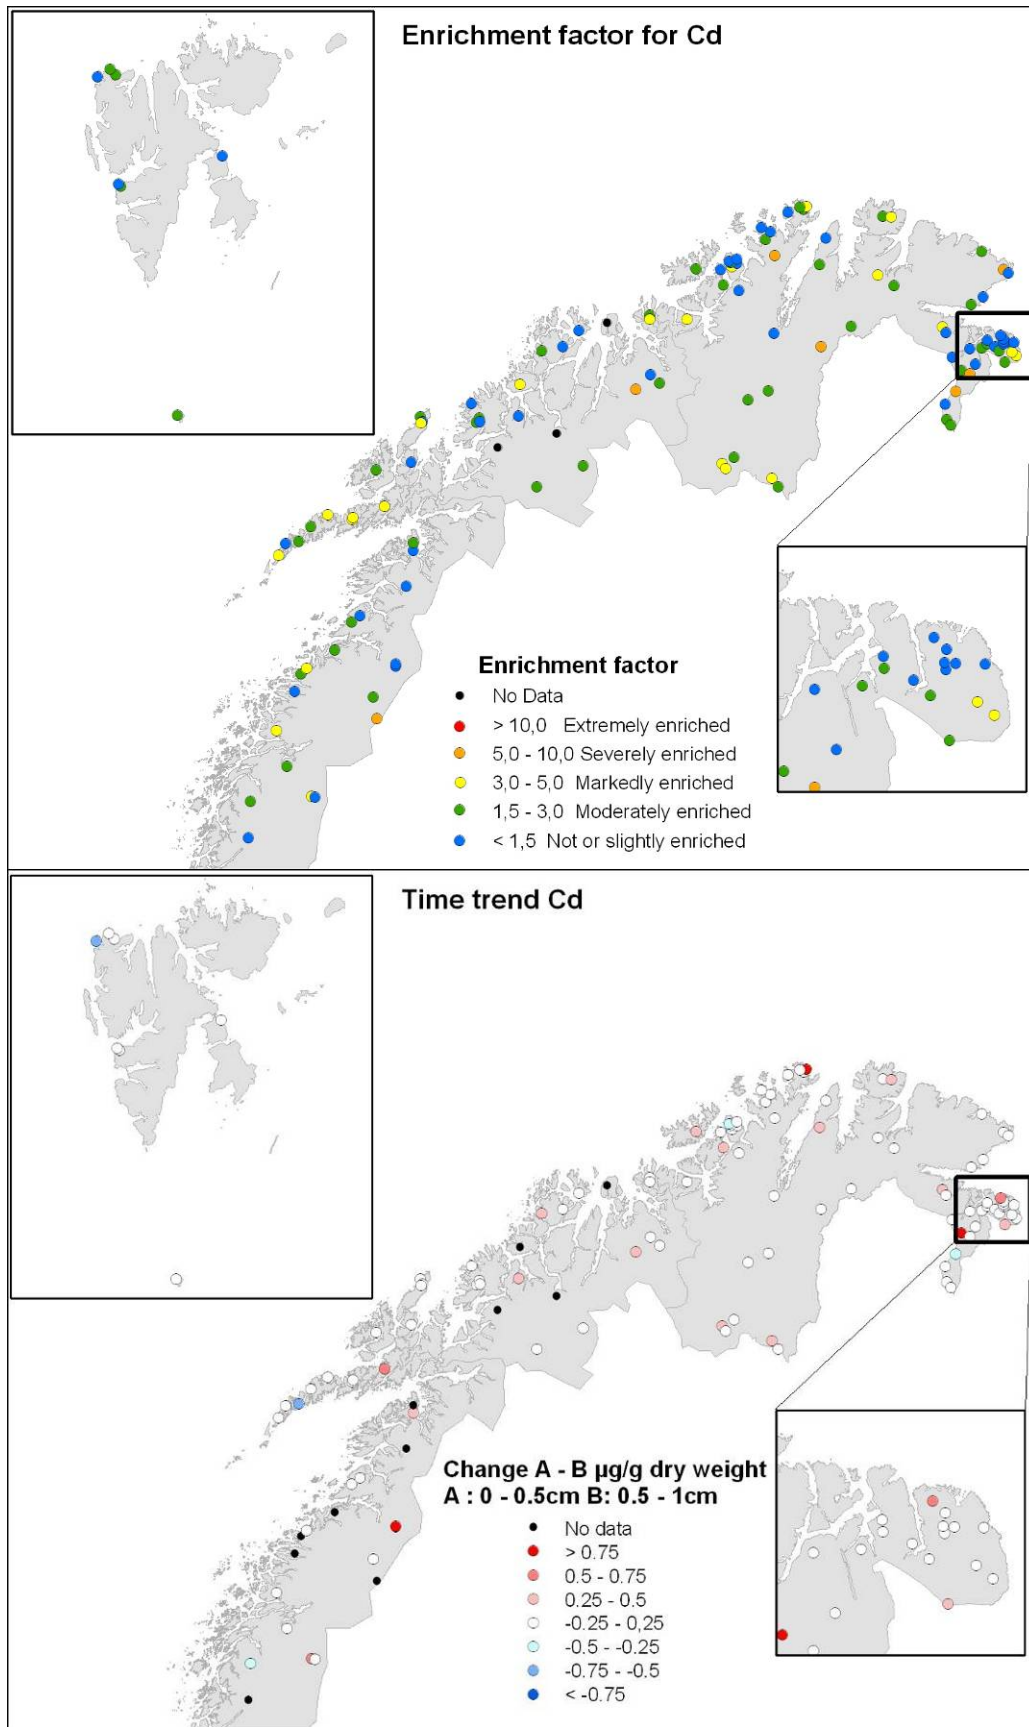 Enrichment factor for Cd
Enrichment factor
No Data
> 10,0 Extremely enriched
5,0 - 10,0 Severely enriched
3,0 - 5,0 Markedly enriched
1,5 - 3,0 Moderately enriched
< 1,5 Not or slightly enriched
Time trend Cd
Change A - B µg/g dry weight
A : 0 - 0.5cm B: 0.5 - 1cm
No data
> 0.75
0.5 - 0.75
0.25 - 0.5
-0.25 - 0,25
-0.5 - -0.25
-0.75 - -0.5
< -0.75